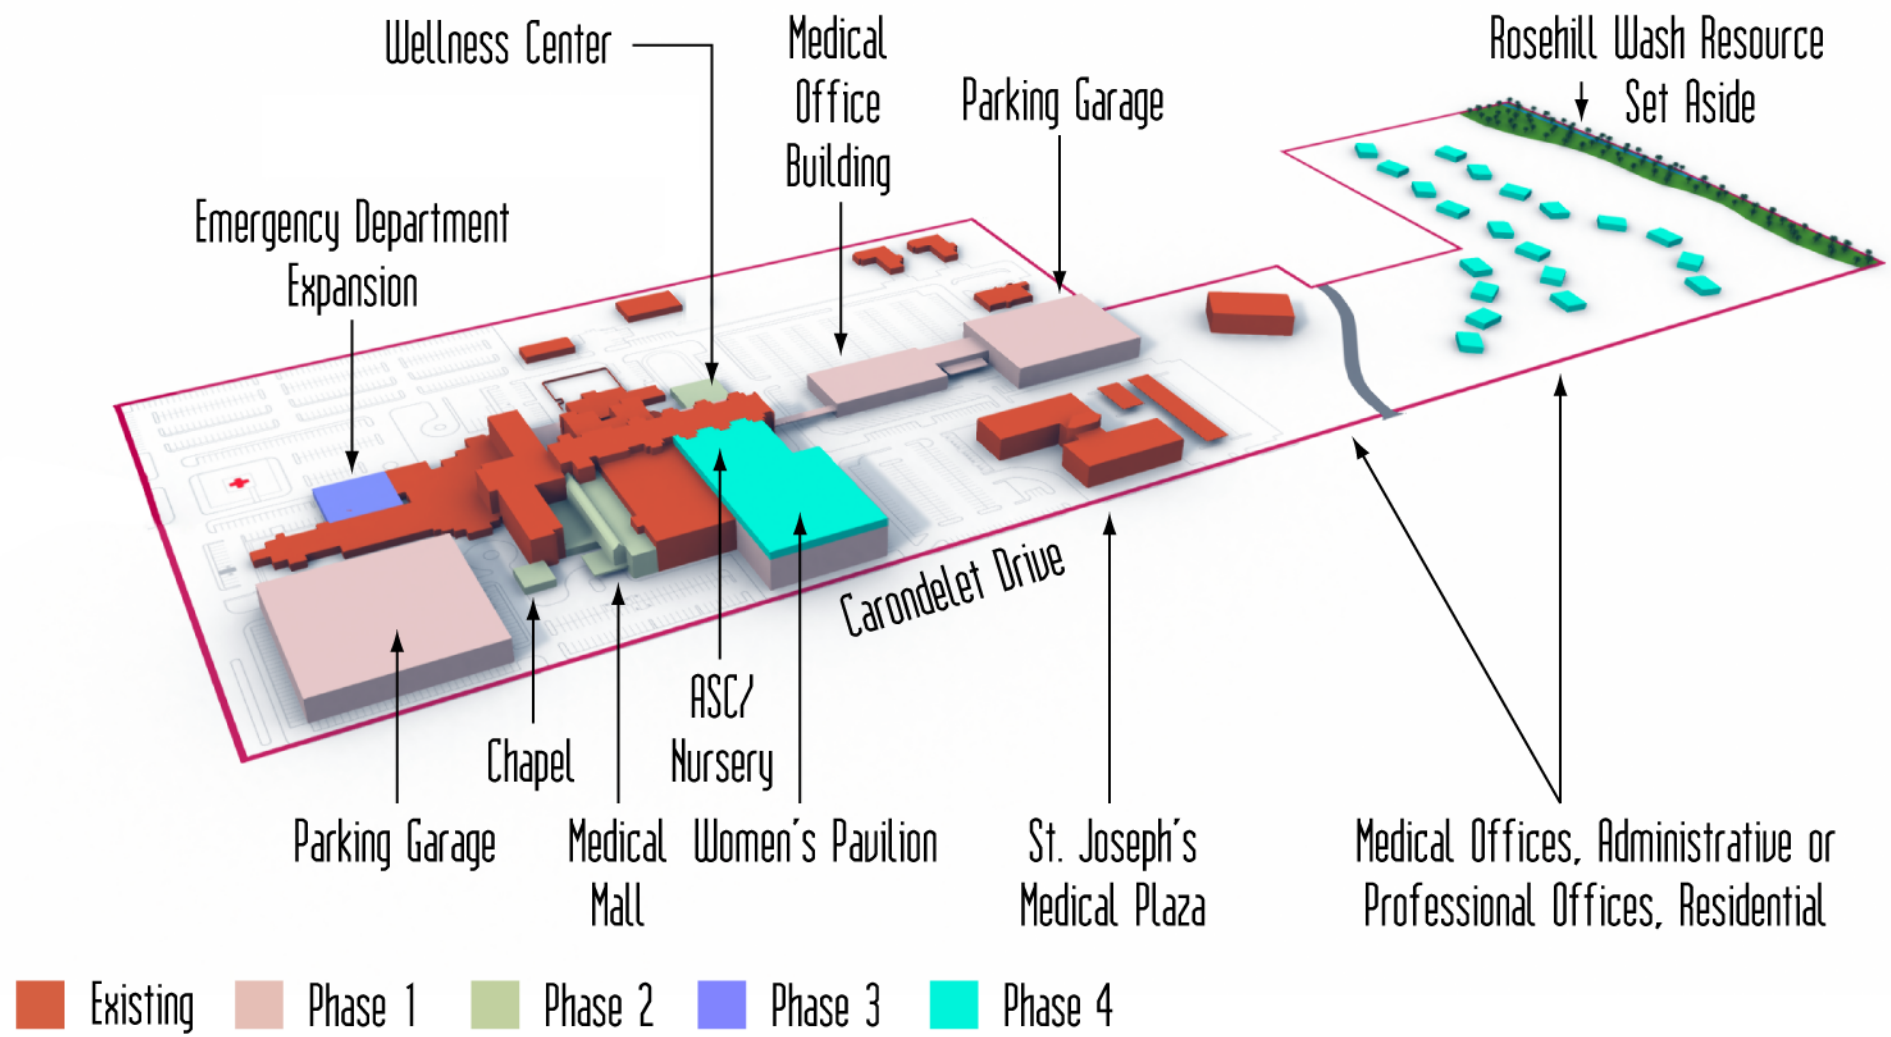 Wellness Center
Medical
Office
Building
Parking Garage
Rosehill Wash Resource
Set Aside
Emergency Department
Expansion
Carondelet Drive
ASC/
Nursery
Chapel
Parking Garage
Medical
Mall
Women's Pavilion
St. Joseph's
Medical Plaza
Medical Offices, Administrative or
Professional Offices, Residential
Existing
Phase 1
Phase 2
Phase 3
Phase 4